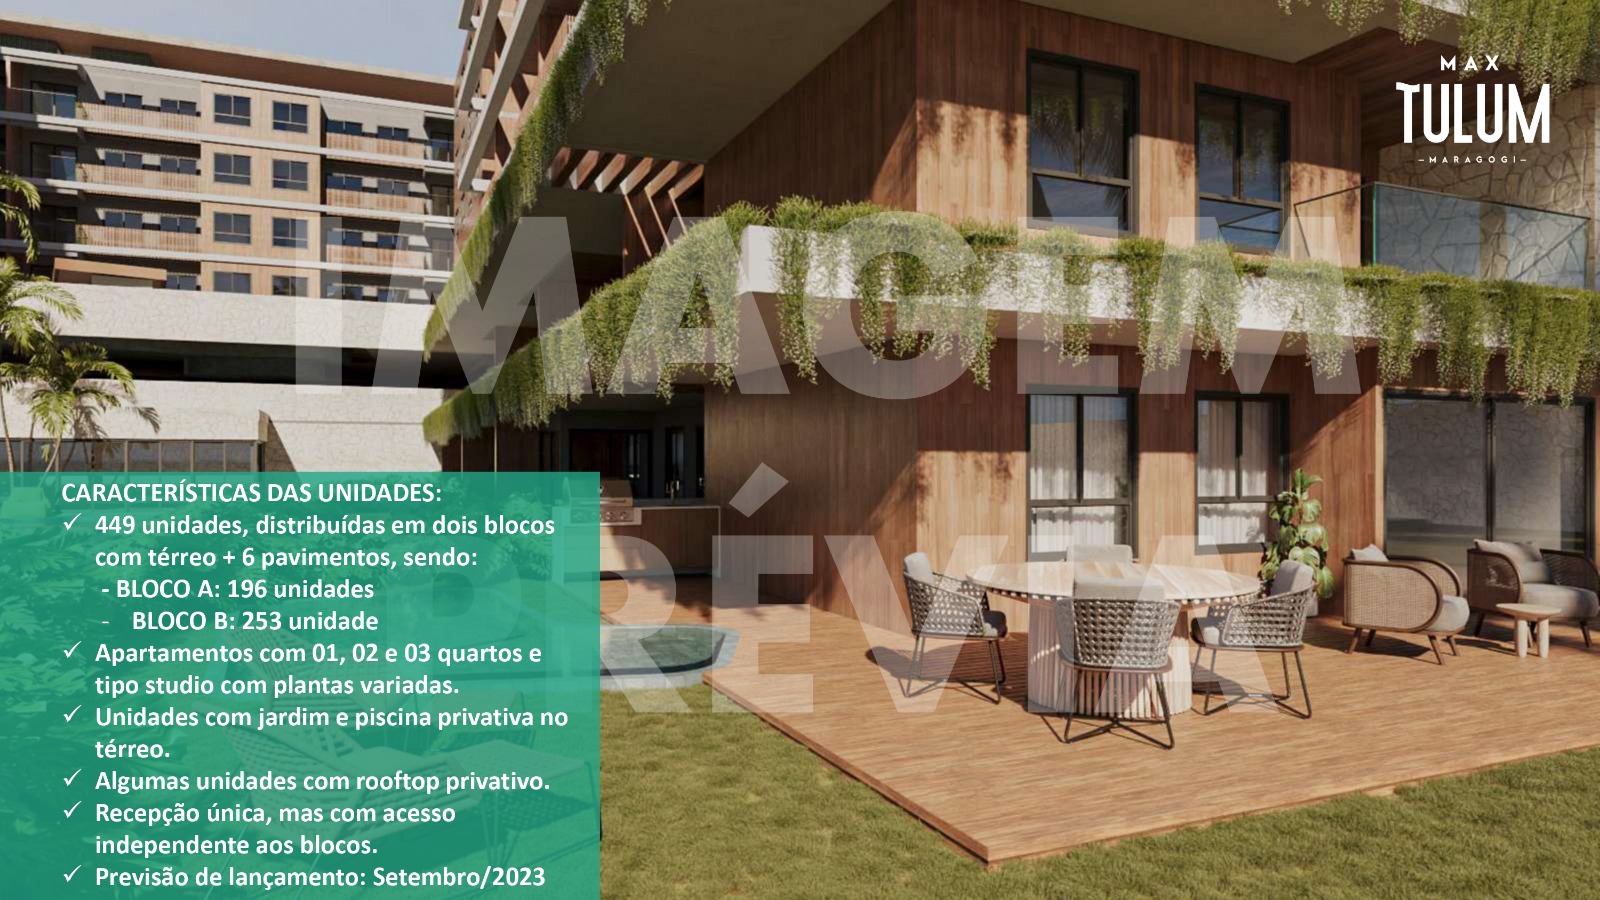 MAX
TULUM
-MARAGOGI-
IMAGEM
PRÉVIA
CARACTERÍSTICAS DAS UNIDADES:
✓ 449 unidades, distribuídas em dois blocos
com térreo + 6 pavimentos, sendo:
- BLOCO A: 196 unidades
- BLOCO B: 253 unidade
✓ Apartamentos com 01, 02 e 03 quartos e
tipo studio com plantas variadas.
✓ Unidades com jardim e piscina privativa no
térreo.
✓ Algumas unidades com rooftop privativo.
✓ Recepção única, mas com acesso
independente aos blocos.
✓ Previsão de lançamento: Setembro/2023